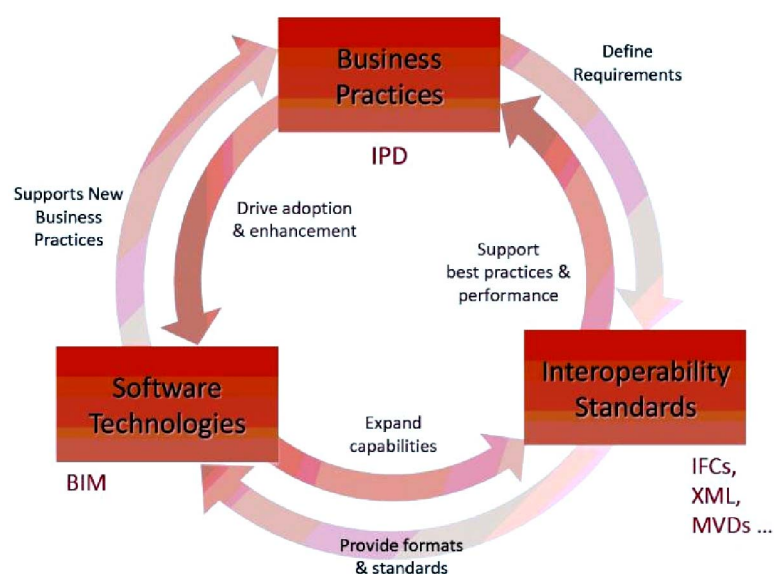 Business
Practices
IPD
Define
Requirements
Supports New
Business
Practices
Drive adoption
& enhancement
Support
best practices &
performance
Software
Technologies
BIM
Interoperability
Standards
IFCs,
XML,
MVDs ...
Expand
capabilities
Provide formats
& standards